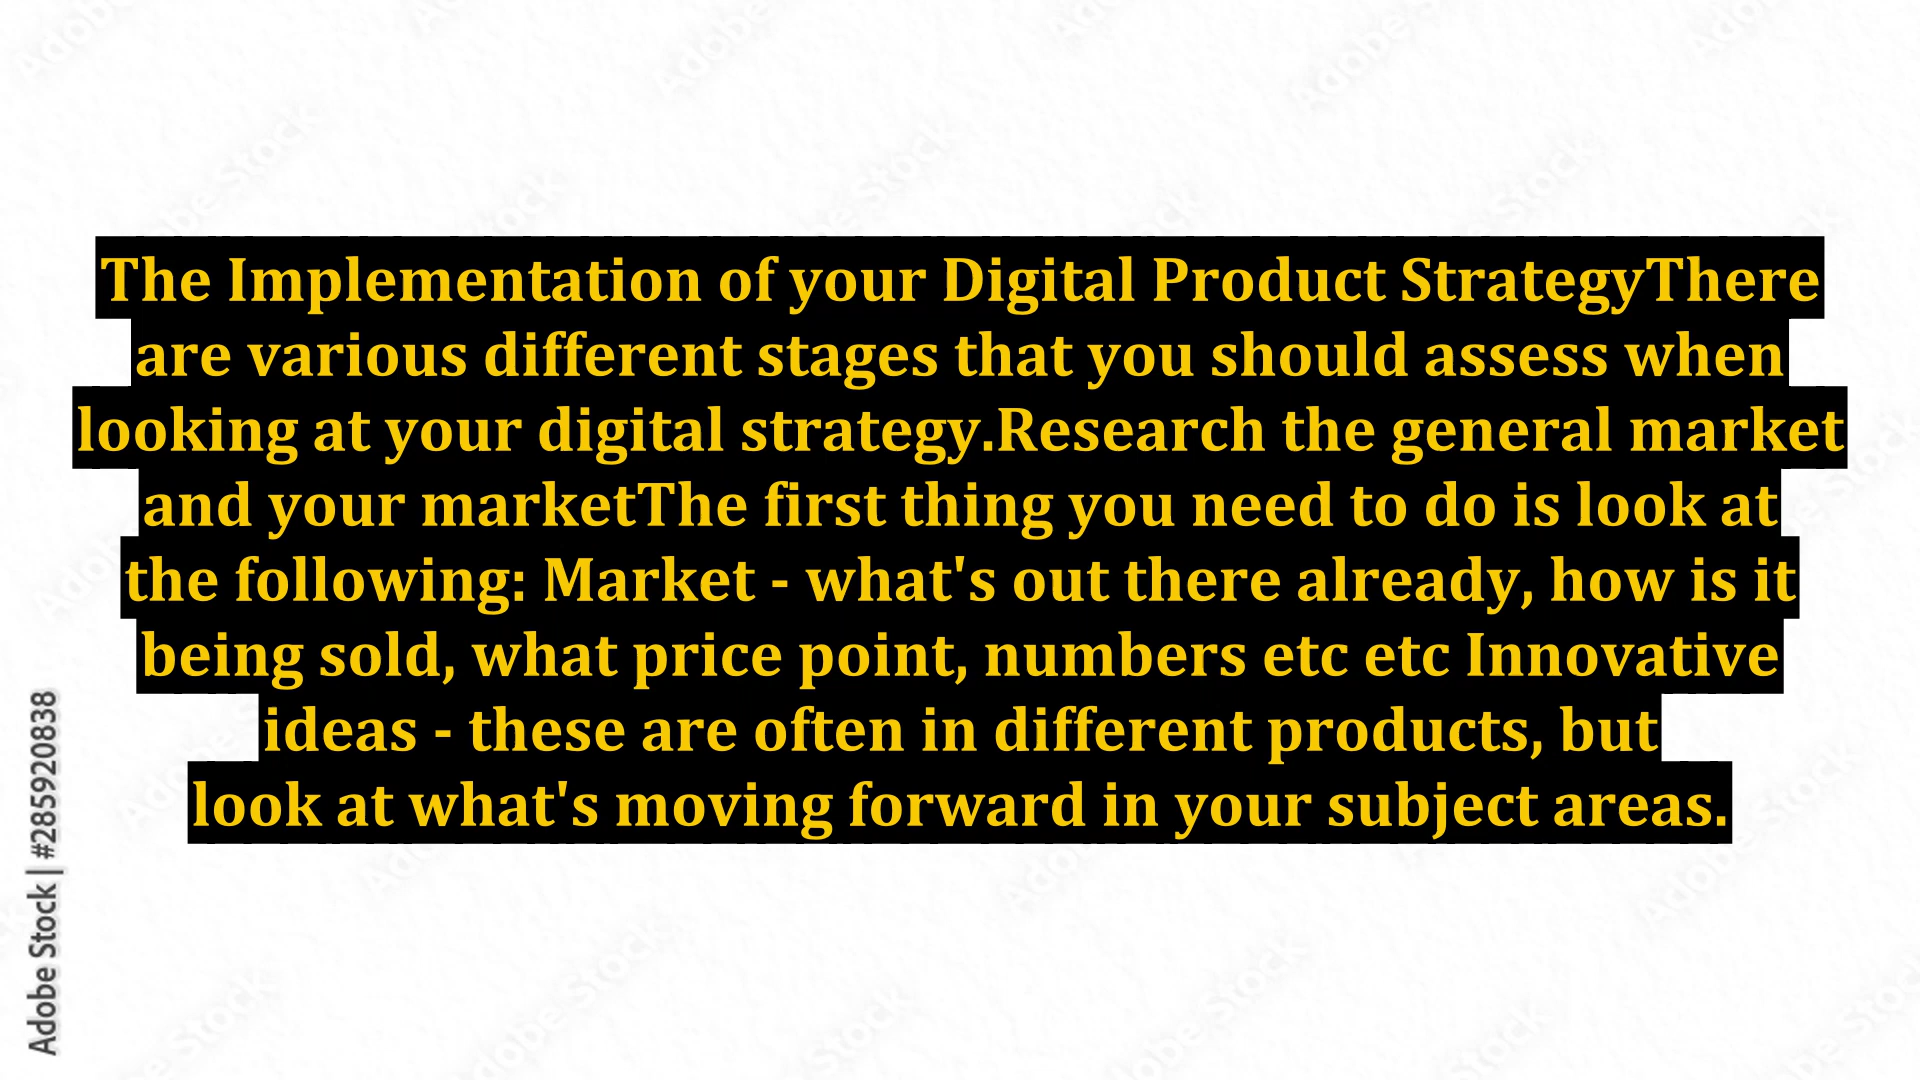 The Implementation of your Digital Product StrategyThere
are various different stages that you should assess when
looking at your digital strategy.Research the general market
and your marketThe first thing you need to do is look at
the following: Market - what's out there already, how is it
being sold, what price point, numbers etc etc Innovative
ideas - these are often in different products, but
look at what's moving forward in your subject areas.
Adobe Stock | #285920838